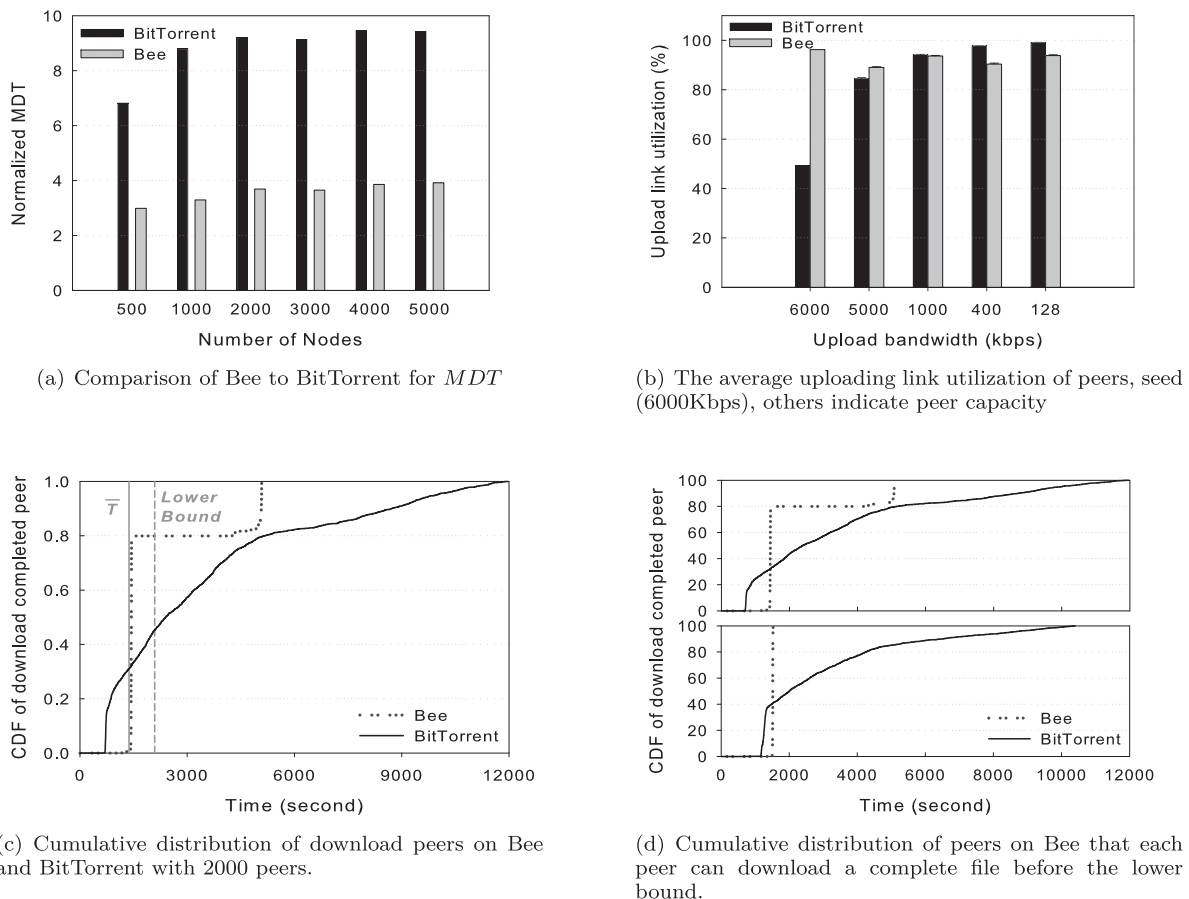 10
8
6
4
2
0
Normalized MDT
BitTorrent
Bee
500 1000 2000 3000 4000 5000
Number of Nodes
(a) Comparison of Bee to BitTorrent for MDT
100
80
60
40
20
0
Upload link utilization (%)
BitTorrent
Bee
6000 5000 1000 400 128
Upload bandwidth (kbps)
(b) The average uploading link utilization of peers, seed
(6000Kbps), others indicate peer capacity
1.0
0.8
0.6
0.4
0.2
0.0
CDF of download completed peer
T
Lower
Bound
Bee
BitTorrent
0 3000 6000 9000 12000
Time (second)
(c) Cumulative distribution of download peers on Bee
and BitTorrent with 2000 peers.
100
80
60
40
20
0
100
80
60
40
20
0
CDF of download completed peer
Bee
BitTorrent
0 2000 4000 6000 8000 10000 12000
Time (second)
(d) Cumulative distribution of peers on Bee that each
peer can download a complete file before the lower
bound.